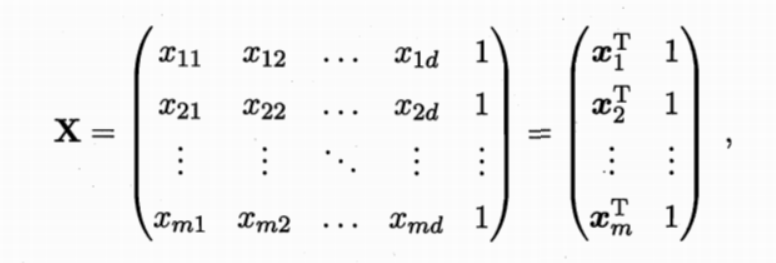 X = ( x₁₁ x₁₂ … x₁d 1 ; x₂₁ x₂₂ … x₂d 1 ; ⋮ ⋮ ⋱ ⋮ ⋮ ; xₘ₁ xₘ₂ … xₘd 1 ) = ( x₁ᵀ 1 ; x₂ᵀ 1 ; ⋮ ⋮ ; xₘᵀ 1 ) ,